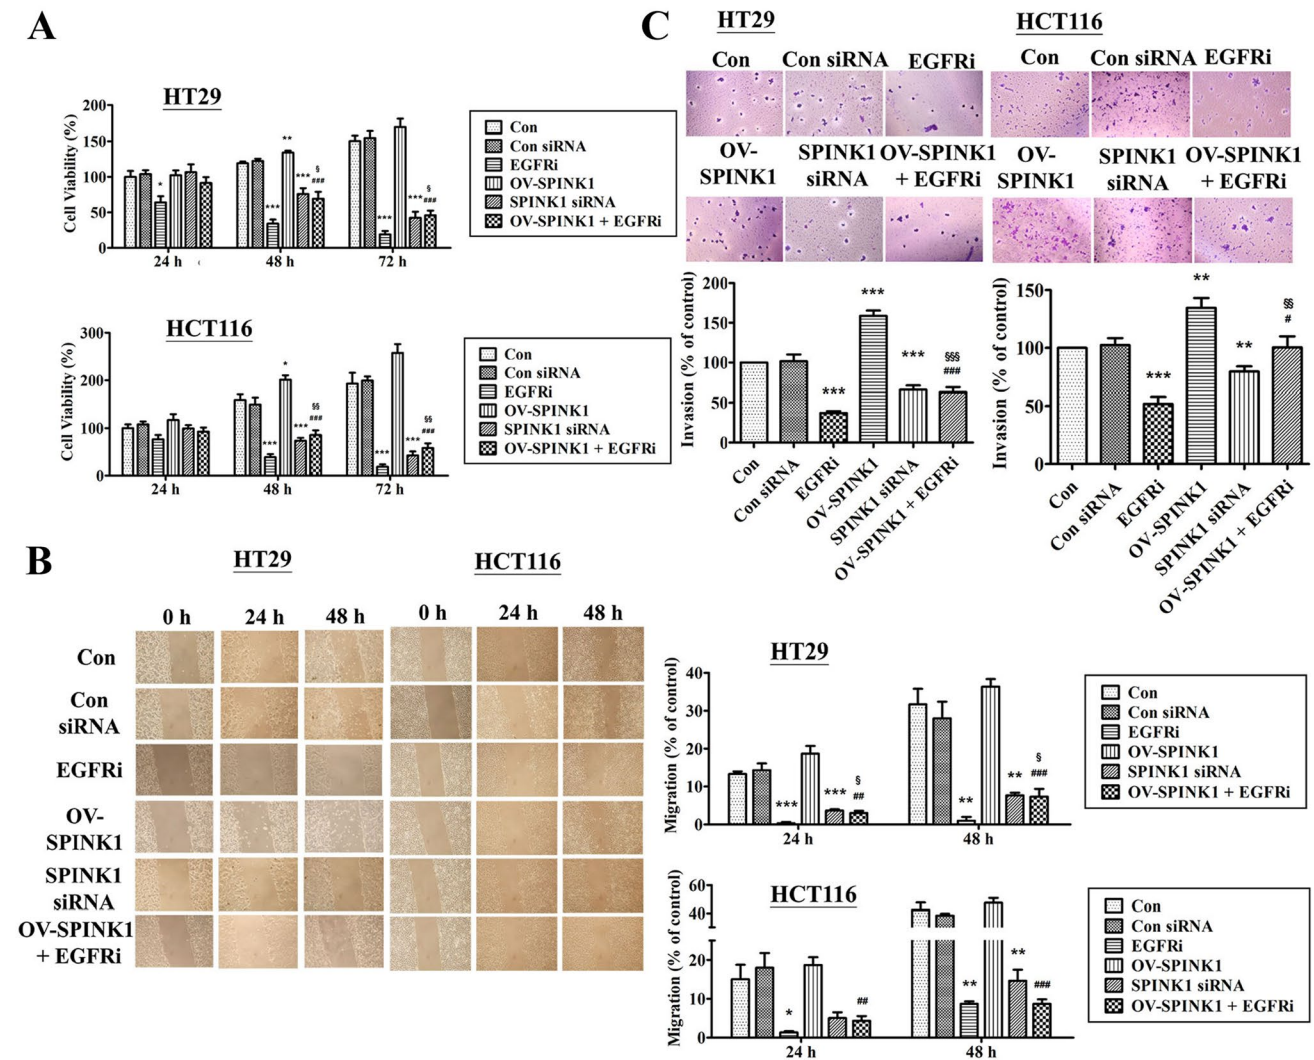 A
HT29
Cell Viability (%)
200
150
100
50
0
*
**
***
***
§
###
***
***
§
###
24 h
48 h
72 h
Con
Con siRNA
EGFRi
OV-SPINK1
SPINK1 siRNA
OV-SPINK1 + EGFRi
HCT116
Cell Viability (%)
300
200
100
0
*
***
***
§§
###
***
***
§§
###
24 h
48 h
72 h
Con
Con siRNA
EGFRi
OV-SPINK1
SPINK1 siRNA
OV-SPINK1 + EGFRi
B
HT29
HCT116
0 h 24 h 48 h 0 h 24 h 48 h
Con
Con
siRNA
EGFRi
OV-
SPINK1
SPINK1
siRNA
OV-SPINK1
+ EGFRi
C
HT29
Con Con siRNA EGFRi
OV-
SPINK1
SPINK1
siRNA
OV-SPINK1
+ EGFRi
HCT116
Con Con siRNA EGFRi
OV-
SPINK1
SPINK1
siRNA
OV-SPINK1
+ EGFRi
Invasion (% of control)
200
150
100
50
0
***
***
***
§§§
###
Con
Con siRNA
EGFRi
OV-SPINK1
SPINK1 siRNA
OV-SPINK1 + EGFRi
Invasion (% of control)
150
100
50
0
***
**
**
§§
#
Con
Con siRNA
EGFRi
OV-SPINK1
SPINK1 siRNA
OV-SPINK1 + EGFRi
HT29
Migration (% of control)
40
30
20
10
0
***
***
§
##
**
**
§
###
24 h
48 h
Con
Con siRNA
EGFRi
OV-SPINK1
SPINK1 siRNA
OV-SPINK1 + EGFRi
HCT116
Migration (% of control)
60
40
20
10
0
*
##
**
**
###
24 h
48 h
Con
Con siRNA
EGFRi
OV-SPINK1
SPINK1 siRNA
OV-SPINK1 + EGFRi